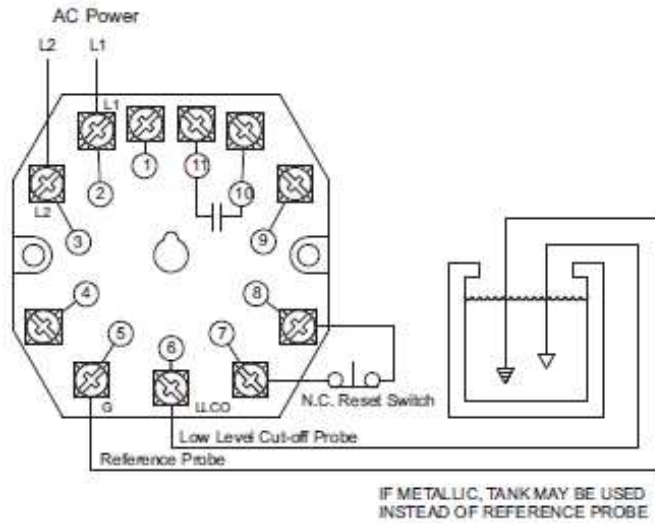 AC Power
L2 L1
L1
1
11
2
10
L2
3
9
4
8
5
6
7
G
LLCO
N.C. Reset Switch
Low Level Cut-off Probe
Reference Probe
IF METALLIC, TANK MAY BE USED
INSTEAD OF REFERENCE PROBE